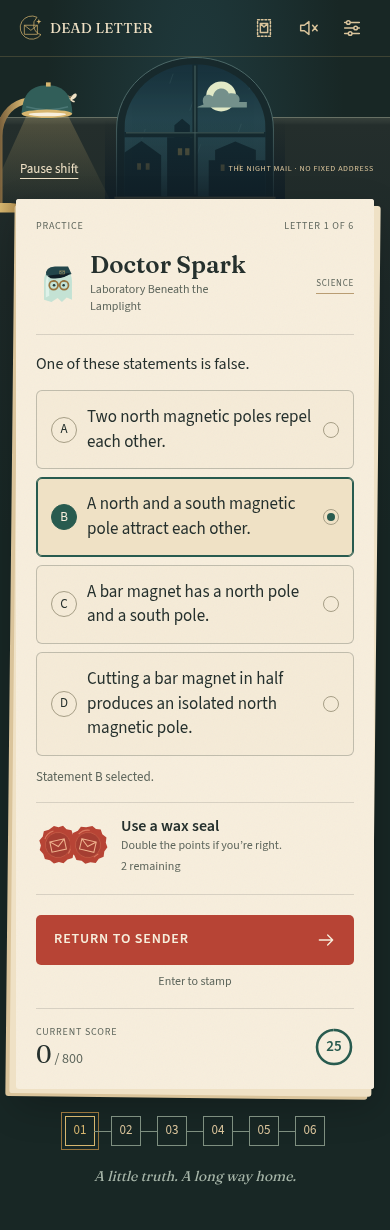 DEAD LETTER
Pause shift
THE NIGHT MAIL · NO FIXED ADDRESS
PRACTICE
LETTER 1 OF 6
Doctor Spark
Laboratory Beneath the
Lamplight
SCIENCE
One of these statements is false.
A
Two north magnetic poles repel
each other.
B
A north and a south magnetic
pole attract each other.
C
A bar magnet has a north pole
and a south pole.
D
Cutting a bar magnet in half
produces an isolated north
magnetic pole.
Statement B selected.
Use a wax seal
Double the points if you’re right.
2 remaining
RETURN TO SENDER
Enter to stamp
CURRENT SCORE
0 / 800
25
01 02 03 04 05 06
A little truth. A long way home.